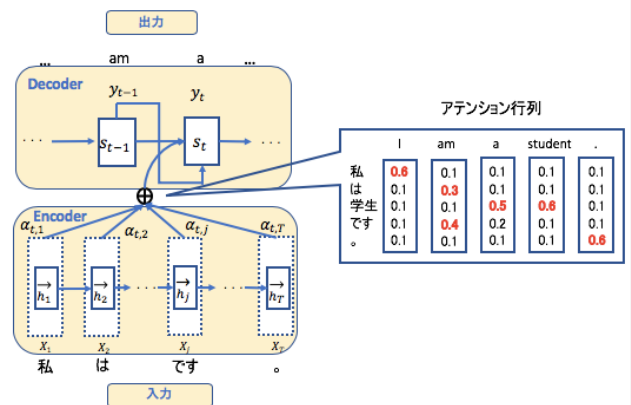 出力
... am a ...
Decoder
y_{t-1} y_t
... s_{t-1} s_t ...
Encoder
α_{t,1} α_{t,2} α_{t,j} α_{t,T}
h_1 h_2 ... h_j ... h_T
X_1 X_2 X_j X_T
私 は です 。
入力
アテンション行列
I am a student .
私 0.6 0.1 0.1 0.1 0.1
は 0.1 0.3 0.1 0.1 0.1
学生 0.1 0.1 0.5 0.6 0.1
です 0.1 0.4 0.2 0.1 0.1
。 0.1 0.1 0.1 0.1 0.6